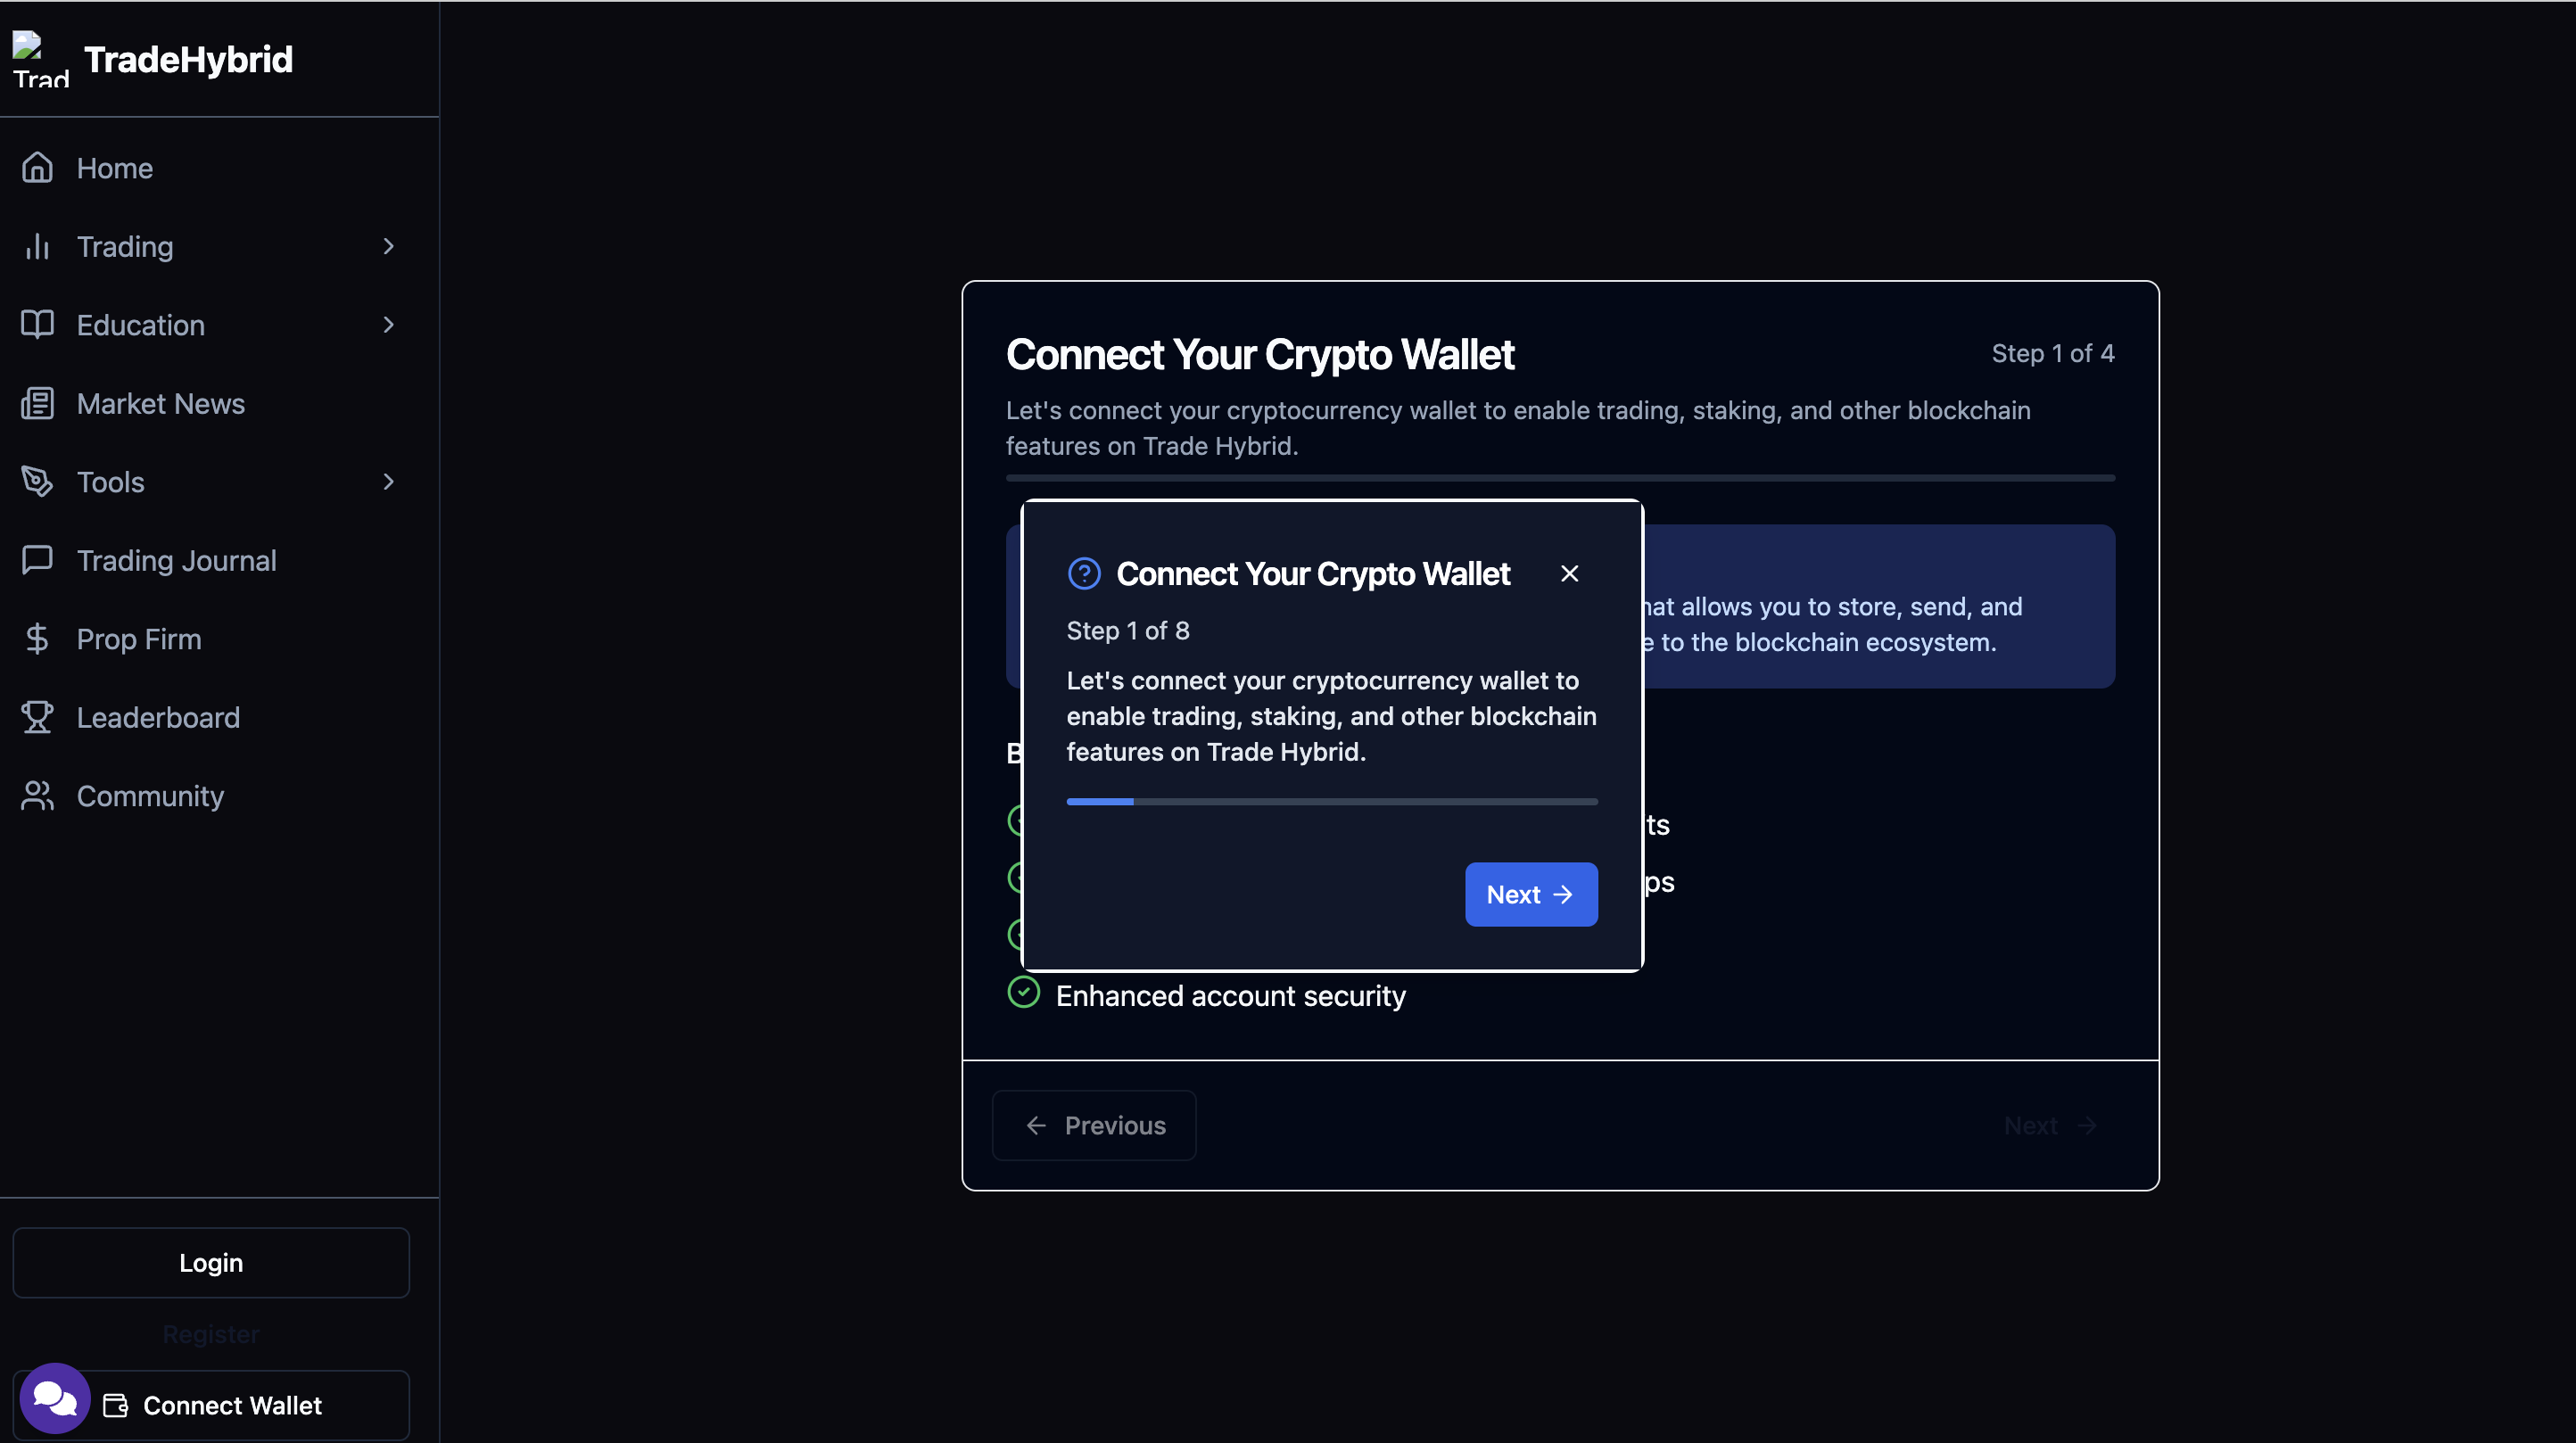 Trad
TradeHybrid
Home
Trading
Education
Market News
Tools
Trading Journal
Prop Firm
Leaderboard
Community
Login
Register
Connect Wallet
Connect Your Crypto Wallet
Step 1 of 4
Let's connect your cryptocurrency wallet to enable trading, staking, and other blockchain
features on Trade Hybrid.
Connect Your Crypto Wallet
Step 1 of 8
Let's connect your cryptocurrency wallet to
enable trading, staking, and other blockchain
features on Trade Hybrid.
Next
allows you to store, send, and
to the blockchain ecosystem.
Enhanced account security
Previous
Next